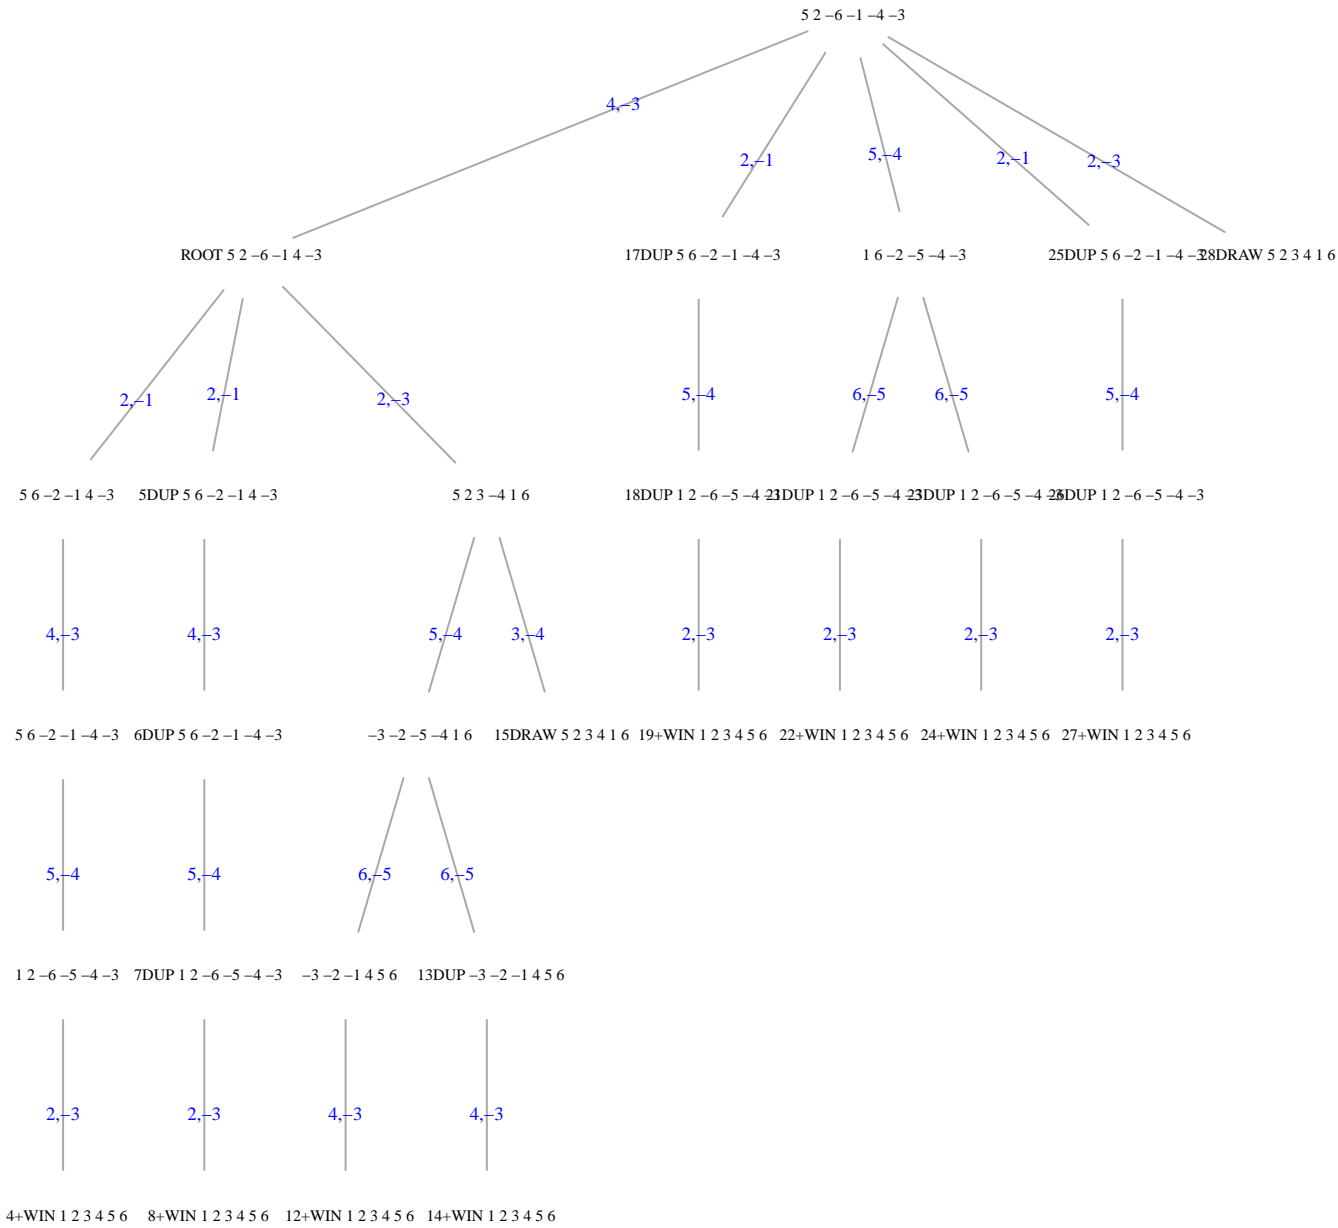 5 2 −6 −1 −4 −3
4,−3
2,−1
5,−4
2,−1
2,−3
ROOT 5 2 −6 −1 4 −3
17DUP 5 6 −2 −1 −4 −3
1 6 −2 −5 −4 −3
25DUP 5 6 −2 −1 −4 −3
28DRAW 5 2 3 4 1 6
2,−1
2,−1
2,−3
5,−4
6,−5
6,−5
5,−4
5 6 −2 −1 4 −3
5DUP 5 6 −2 −1 4 −3
5 2 3 −4 1 6
18DUP 1 2 −6 −5 −4 −3
21DUP 1 2 −6 −5 −4 −3
23DUP 1 2 −6 −5 −4 −3
26DUP 1 2 −6 −5 −4 −3
4,−3
4,−3
5,−4
3,−4
2,−3
2,−3
2,−3
2,−3
5 6 −2 −1 −4 −3
6DUP 5 6 −2 −1 −4 −3
−3 −2 −5 −4 1 6
15DRAW 5 2 3 4 1 6
19+WIN 1 2 3 4 5 6
22+WIN 1 2 3 4 5 6
24+WIN 1 2 3 4 5 6
27+WIN 1 2 3 4 5 6
5,−4
5,−4
6,−5
6,−5
1 2 −6 −5 −4 −3
7DUP 1 2 −6 −5 −4 −3
−3 −2 −1 4 5 6
13DUP −3 −2 −1 4 5 6
2,−3
2,−3
4,−3
4,−3
4+WIN 1 2 3 4 5 6
8+WIN 1 2 3 4 5 6
12+WIN 1 2 3 4 5 6
14+WIN 1 2 3 4 5 6